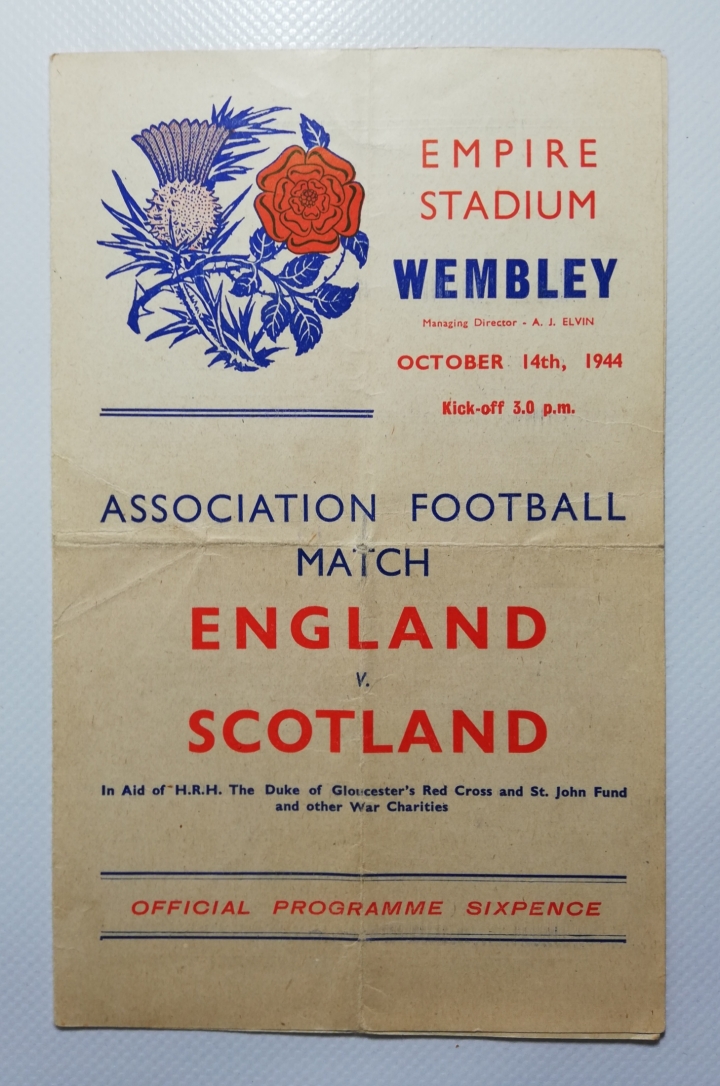 EMPIRE
STADIUM
WEMBLEY
Managing Director - A. J. ELVIN
OCTOBER 14th, 1944
Kick-off 3.0 p.m.
ASSOCIATION FOOTBALL
MATCH
ENGLAND
v.
SCOTLAND
In Aid of H.R.H. The Duke of Gloucester's Red Cross and St. John Fund
and other War Charities
OFFICIAL PROGRAMME SIXPENCE